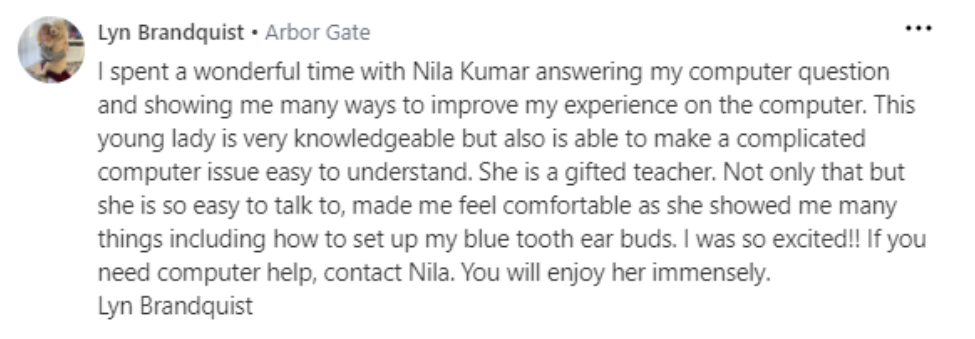 Lyn Brandquist • Arbor Gate
I spent a wonderful time with Nila Kumar answering my computer question
and showing me many ways to improve my experience on the computer. This
young lady is very knowledgeable but also is able to make a complicated
computer issue easy to understand. She is a gifted teacher. Not only that but
she is so easy to talk to, made me feel comfortable as she showed me many
things including how to set up my blue tooth ear buds. I was so excited!! If you
need computer help, contact Nila. You will enjoy her immensely.
Lyn Brandquist